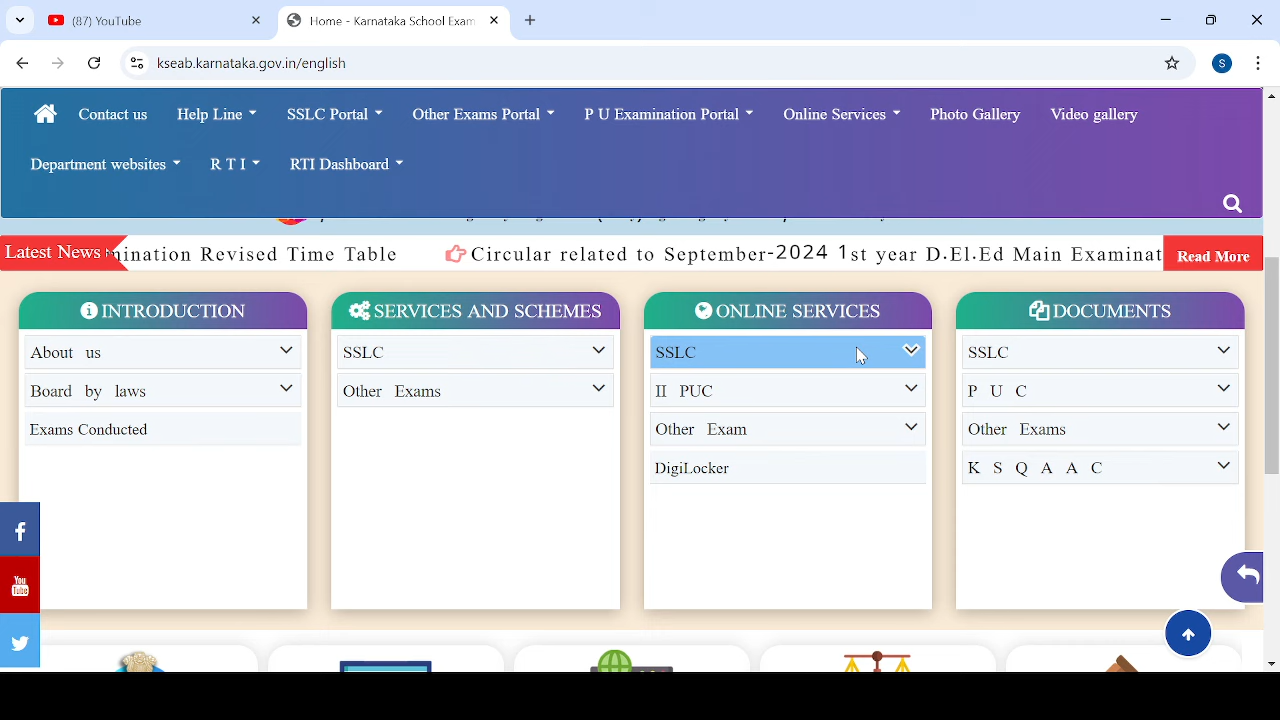 (87) YouTube
Home - Karnataka School Exam
kseab.karnataka.gov.in/english
S
Contact us Help Line SSLC Portal Other Exams Portal P U Examination Portal Online Services Photo Gallery Video gallery
Department websites R T I RTI Dashboard
Latest News mination Revised Time Table Circular related to September-2024 1st year D.El.Ed Main Examinat Read More
INTRODUCTION
About us
Board by laws
Exams Conducted
SERVICES AND SCHEMES
SSLC
Other Exams
ONLINE SERVICES
SSLC
II PUC
Other Exam
DigiLocker
DOCUMENTS
SSLC
P U C
Other Exams
K S Q A A C
You
Tube